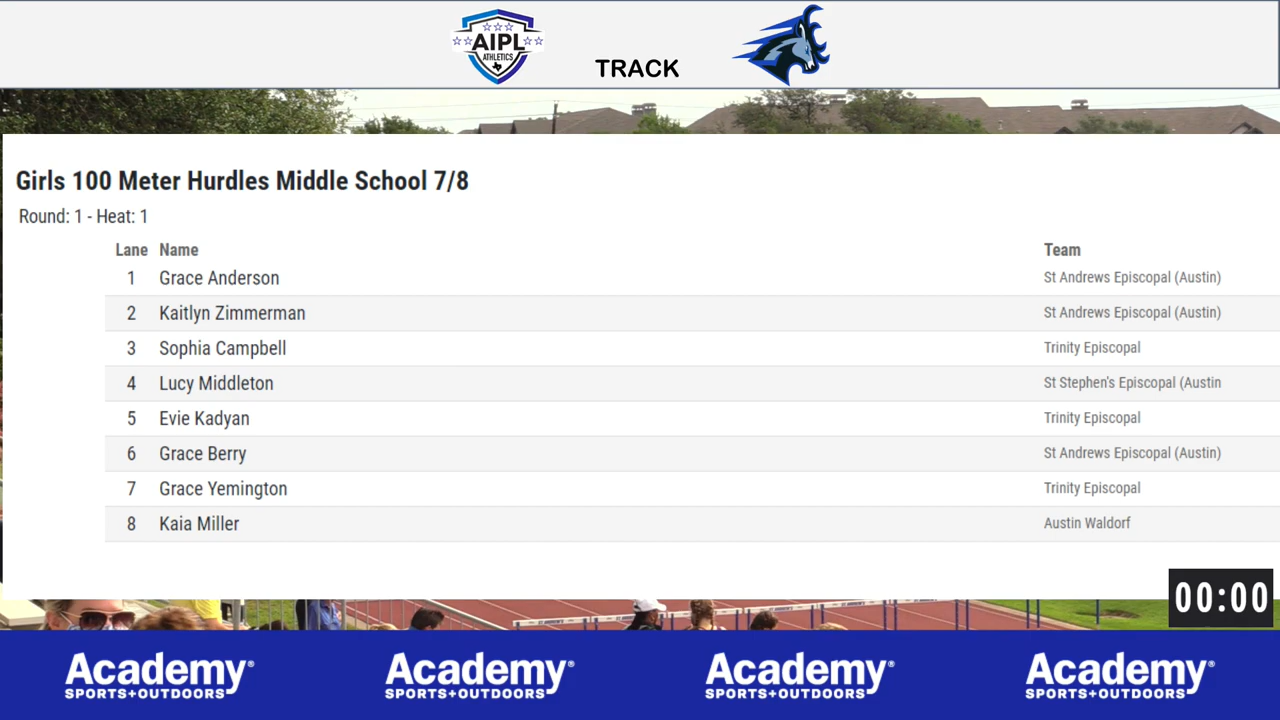 AIPL
ATHLETICS
TRACK
Girls 100 Meter Hurdles Middle School 7/8
Round: 1 - Heat: 1
Lane Name Team
1 Grace Anderson St Andrews Episcopal (Austin)
2 Kaitlyn Zimmerman St Andrews Episcopal (Austin)
3 Sophia Campbell Trinity Episcopal
4 Lucy Middleton St Stephen's Episcopal (Austin
5 Evie Kadyan Trinity Episcopal
6 Grace Berry St Andrews Episcopal (Austin)
7 Grace Yemington Trinity Episcopal
8 Kaia Miller Austin Waldorf
00:00
Academy® Academy® Academy® Academy®
SPORTS+OUTDOORS SPORTS+OUTDOORS SPORTS+OUTDOORS SPORTS+OUTDOORS